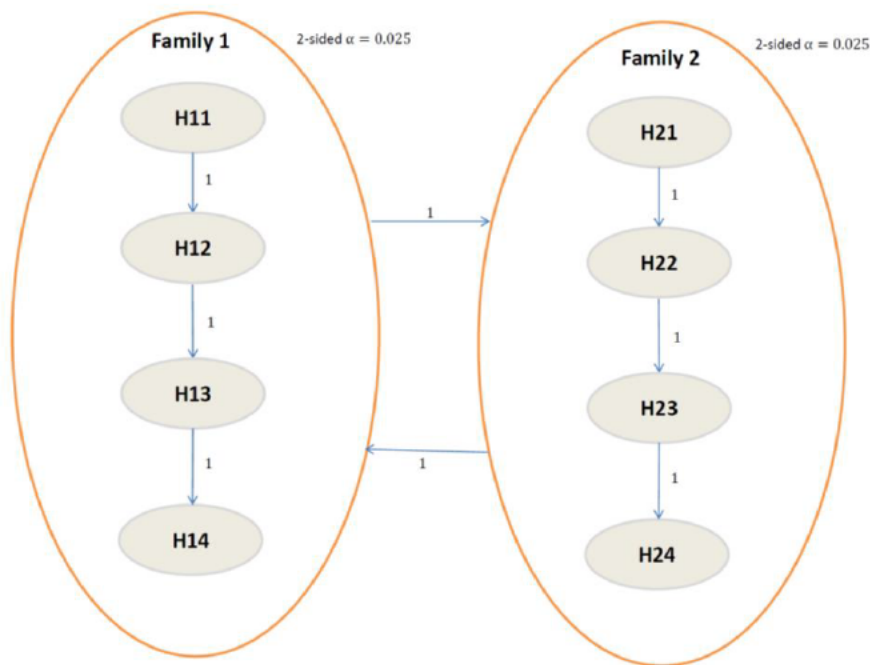 Family 1
2-sided α = 0.025
H11
1
H12
1
H13
1
H14
1
1
Family 2
2-sided α = 0.025
H21
1
H22
1
H23
1
H24